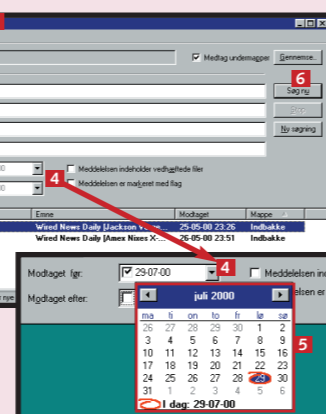 Medtag undermapper Gennemse...
6
Søg nu
Stop
Ny søgning
4
Meddelelsen indeholder vedhæftede filer
Meddelelsen er markeret med flag
Emne Modtaget Mappe
Wired News Daily [Jackson 25-05-00 23:26 Indbakke
Wired News Daily [Amex Nixes X-... 26-05-00 23:51 Indbakke
Modtaget før: 29-07-00 4 Meddelelsen ind
Modtaget efter: elsen er
juli 2000
5
ma ti on to fr lø sø
26 27 28 29 30 1 2
3 4 5 6 7 8 9
10 11 12 13 14 15 16
17 18 19 20 21 22 23
24 25 26 27 28 29 30
31 1 2 3 4 5 6
I dag: 29-07-00